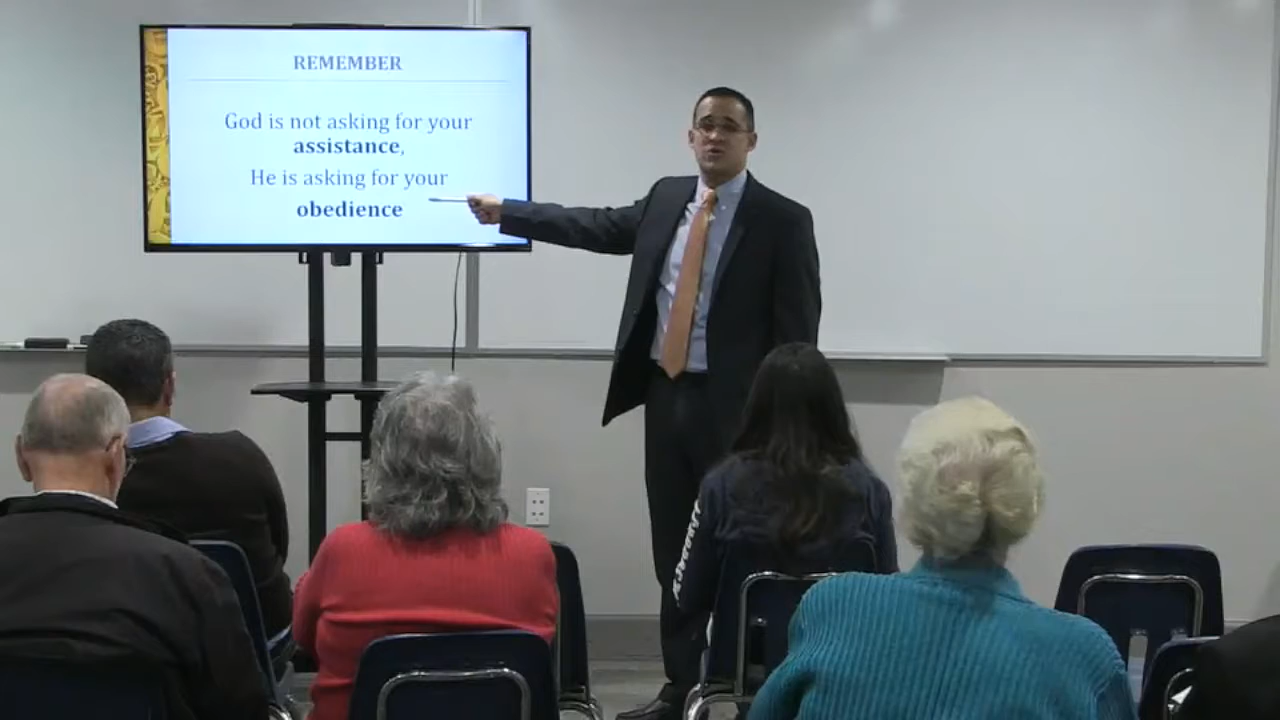 REMEMBER
God is not asking for your
assistance,
He is asking for your
obedience